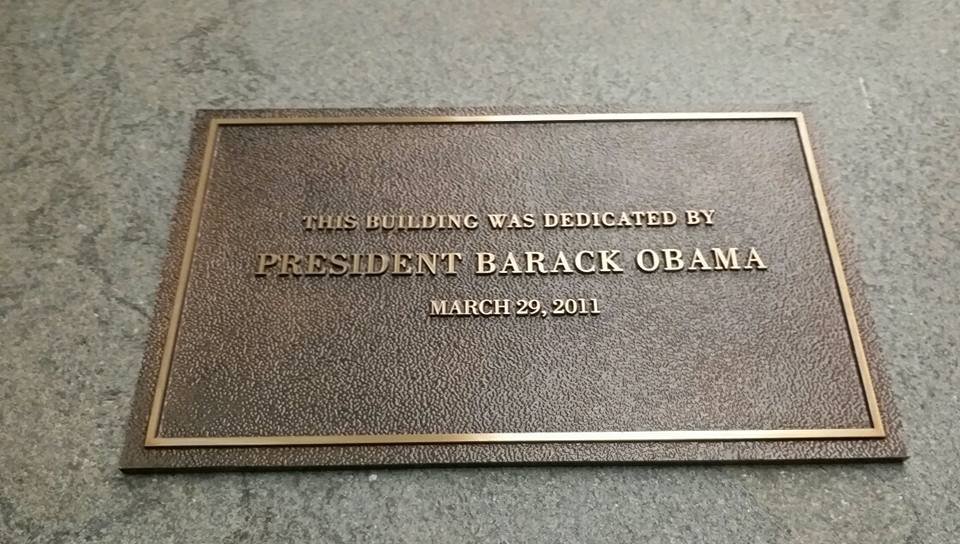 THIS BUILDING WAS DEDICATED BY
PRESIDENT BARACK OBAMA
MARCH 29, 2011